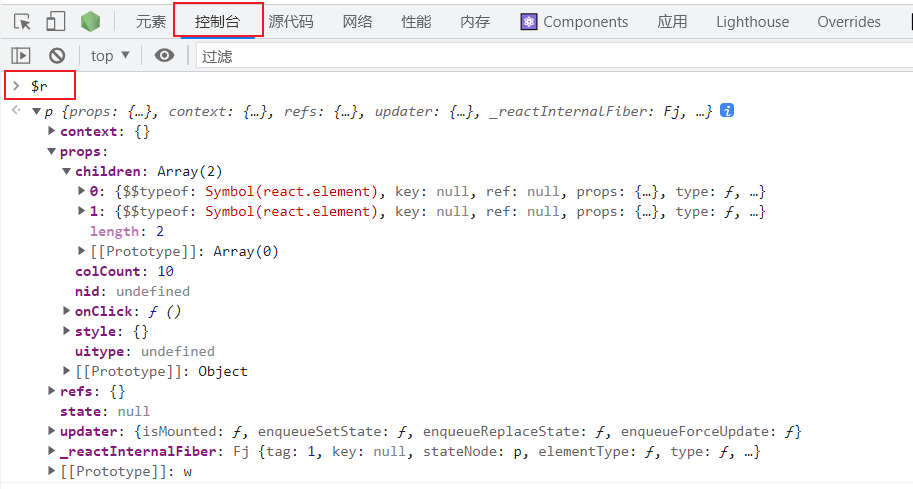 元素 控制台 源代码 网络 性能 内存 Components 应用 Lighthouse Overrides
top ▼ 过滤
> $r
▼p {props: {…}, context: {…}, refs: {…}, updater: {…}, _reactInternalFiber: Fj, …} i
▶context: {}
▼props:
▼children: Array(2)
▶0: {$$typeof: Symbol(react.element), key: null, ref: null, props: {…}, type: ƒ, …}
▶1: {$$typeof: Symbol(react.element), key: null, ref: null, props: {…}, type: ƒ, …}
length: 2
▶[[Prototype]]: Array(0)
colCount: 10
nid: undefined
▶onClick: ƒ ()
▶style: {}
uitype: undefined
▶[[Prototype]]: Object
▶refs: {}
state: null
▶updater: {isMounted: ƒ, enqueueSetState: ƒ, enqueueReplaceState: ƒ, enqueueForceUpdate: ƒ}
▶_reactInternalFiber: Fj {tag: 1, key: null, stateNode: p, elementType: ƒ, type: ƒ, …}
▶[[Prototype]]: w